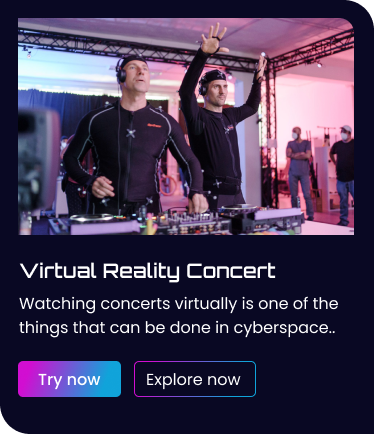 Virtual Reality Concert
Watching concerts virtually is one of the
things that can be done in cyberspace..
Try now
Explore now